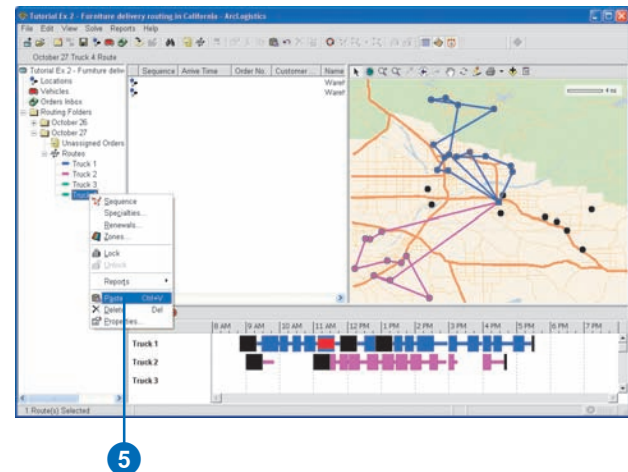 Tutorial Ex 2 - Furniture delivery routing in California - ArcLogistics
File Edit View Solve Reports Help
October 27 Truck 4 Route
Tutorial Ex 2 - Furniture deliv
Locations
Vehicles
Orders Inbox
Routing Folders
October 26
October 27
Unassigned Orders
Routes
Truck 1
Truck 2
Truck 3
Sequence Arrive Time Order No. Customer ... Name
Wareh
Wareh
Sequence
Specialties...
Renewals...
Zones...
Lock
Unlock
Reports
Paste Ctrl+V
Delete Del
Properties...
8 AM 9 AM 10 AM 11 AM 12 PM 1 PM 2 PM 3 PM 4 PM 5 PM 6 PM 7 PM
Truck 1
Truck 2
Truck 3
1 Route(s) Selected
5